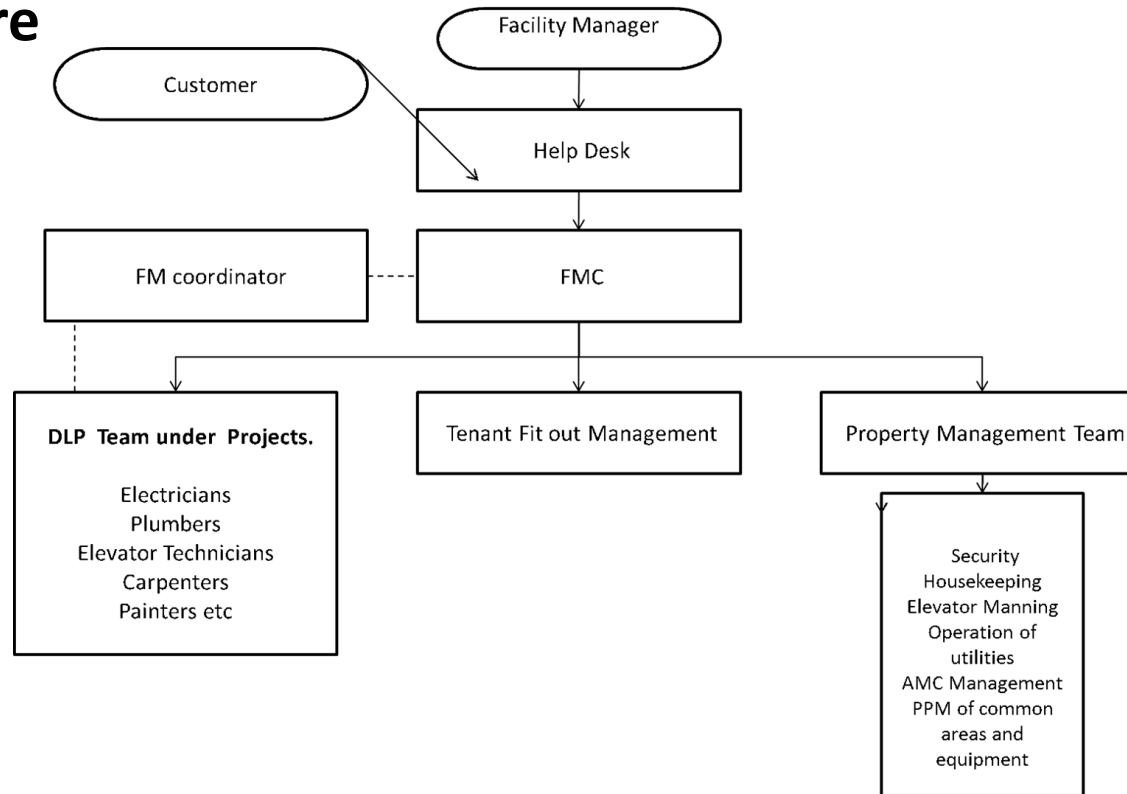 re
Facility Manager
Customer
Help Desk
FM coordinator
FMC
DLP Team under Projects.
Electricians
Plumbers
Elevator Technicians
Carpenters
Painters etc
Tenant Fit out Management
Property Management Team
Security
Housekeeping
Elevator Manning
Operation of
utilities
AMC Management
PPM of common
areas and
equipment